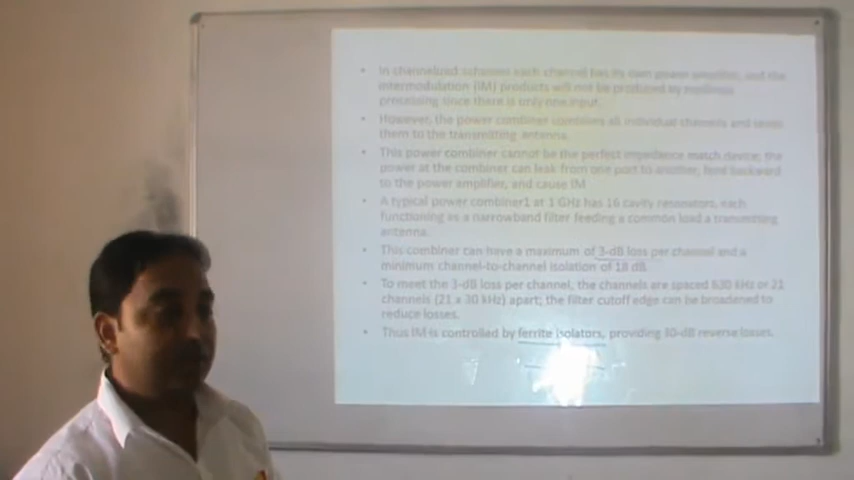 • In channelized schemes each channel has its own power amplifier, and the
intermodulation (IM) products will not be produced by nonlinear
processing since there is only one input.
• However, the power combiner combines all individual channels and sends
them to the transmitting antenna.
• This power combiner cannot be the perfect impedance match device; the
power at the combiner can leak from one port to another, feed backward
to the power amplifier, and cause IM
• A typical power combiner1 at 1 GHz has 16 cavity resonators, each
functioning as a narrowband filter feeding a common load a transmitting
antenna.
• This combiner can have a maximum of 3-dB loss per channel and a
minimum channel-to-channel isolation of 18 dB.
• To meet the 3-dB loss per channel, the channels are spaced 630 kHz or 21
channels (21 x 30 kHz) apart; the filter cutoff edge can be broadened to
reduce losses.
• Thus IM is controlled by ferrite isolators, providing 30-dB reverse losses.